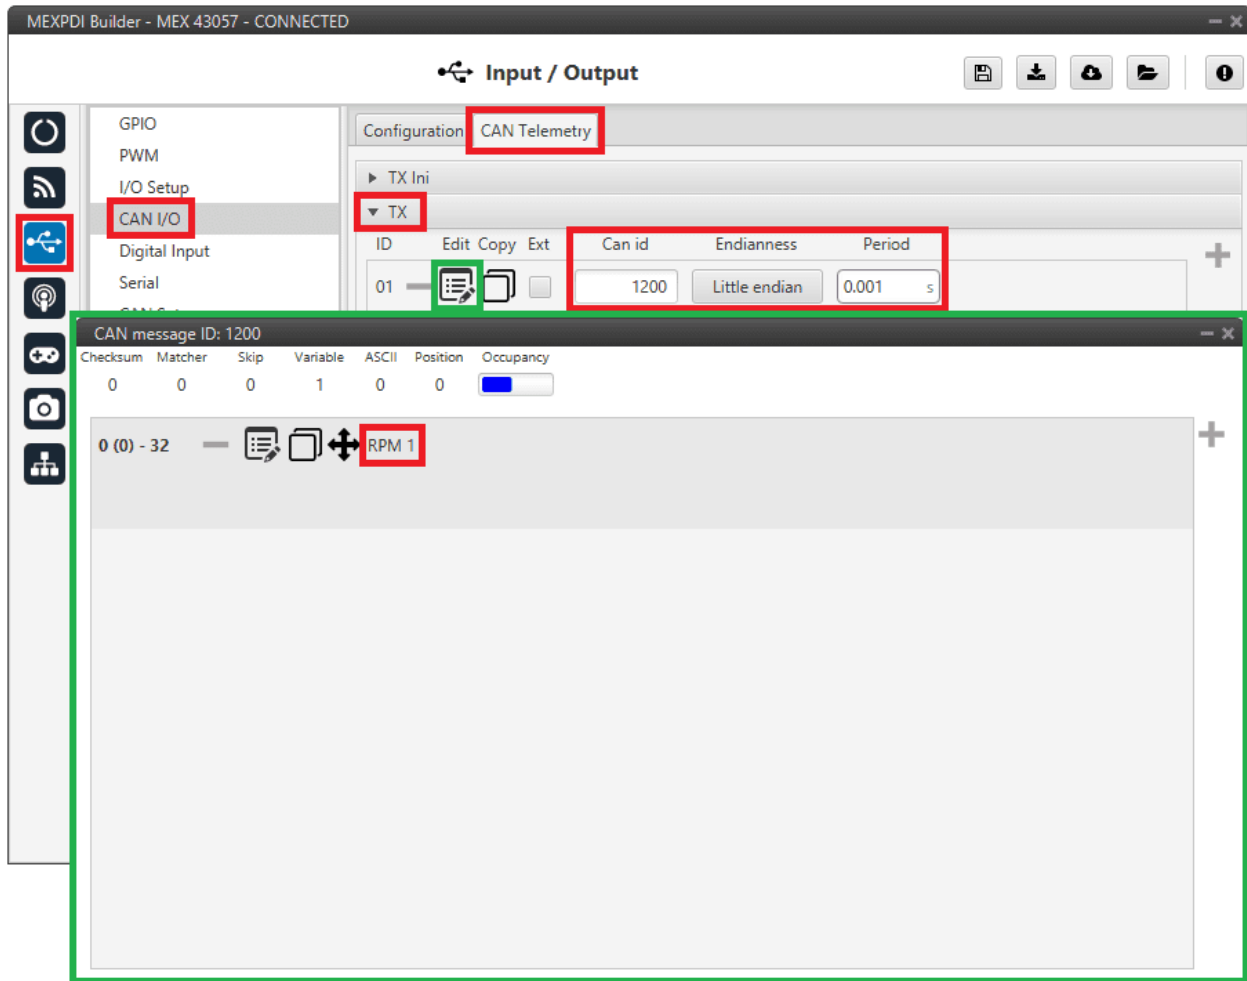 MEXPDI Builder - MEX 43057 - CONNECTED
Input / Output
GPIO
PWM
I/O Setup
CAN I/O
Digital Input
Serial
Configuration CAN Telemetry
TX Ini
TX
ID Edit Copy Ext Can id Endianness Period
01 1200 Little endian 0.001 s
CAN message ID: 1200
Checksum Matcher Skip Variable ASCII Position Occupancy
0 0 0 1 0 0
0 (0) - 32 RPM 1